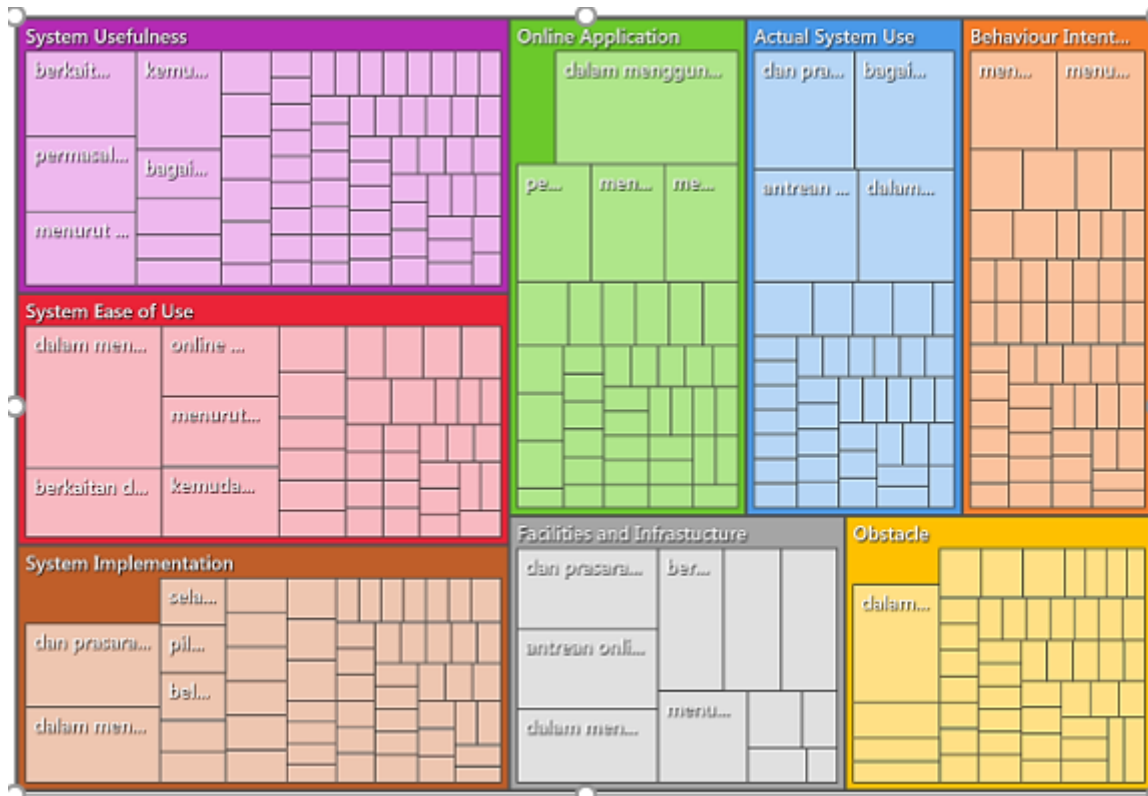 System Usefulness
berkait...
kemu...
permasal...
bagai...
menurut ...
System Ease of Use
dalam men...
online ...
menurut...
berkaitan d...
kemuda...
System Implementation
sela...
dan prasara...
pil...
bel...
dalam men...
Online Application
dalam menggun...
pe...
men...
me...
Actual System Use
dan pra...
bagai...
antrean ...
dalam...
Behaviour Intent...
men...
menu...
Facilities and Infrastucture
dan prasara...
ber...
antrean onli...
menu...
dalam men...
Obstacle
dalam...